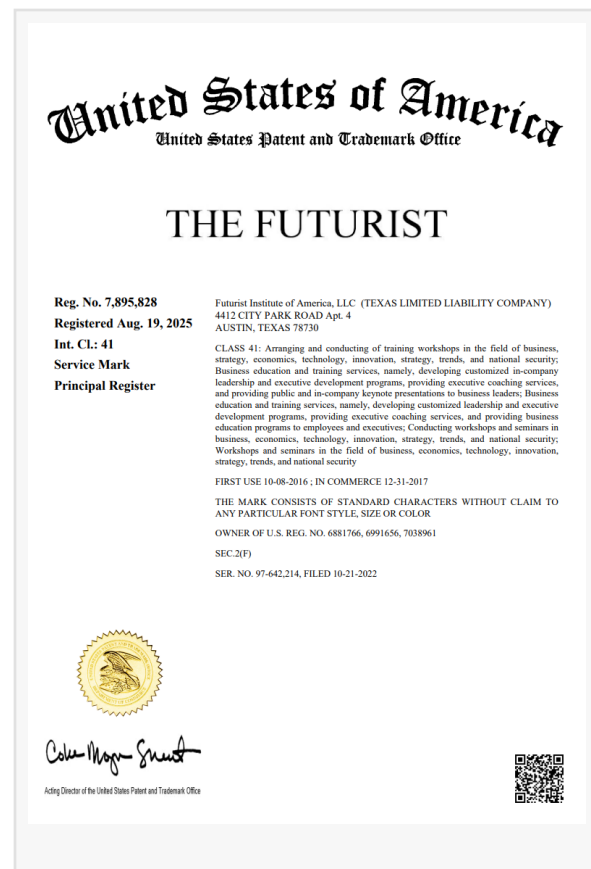 United States of America
United States Patent and Trademark Office
THE FUTURIST
Reg. No. 7,895,828
Registered Aug. 19, 2025
Int. Cl.: 41
Service Mark
Principal Register
Futurist Institute of America, LLC (TEXAS LIMITED LIABILITY COMPANY)
4412 CITY PARK ROAD Apt. 4
AUSTIN, TEXAS 78730
CLASS 41: Arranging and conducting of training workshops in the field of business,
strategy, economics, technology, innovation, strategy, trends, and national security;
Business education and training services, namely, developing customized in-company
leadership and executive development programs, providing executive coaching services,
and providing public and in-company keynote presentations to business leaders; Business
education and training services, namely, developing customized leadership and executive
development programs, providing executive coaching services, and providing business
education programs to employees and executives; Conducting workshops and seminars in
business, economics, technology, innovation, strategy, trends, and national security;
Workshops and seminars in the field of business, economics, technology, innovation,
strategy, trends, and national security
FIRST USE 10-08-2016 ; IN COMMERCE 12-31-2017
THE MARK CONSISTS OF STANDARD CHARACTERS WITHOUT CLAIM TO
ANY PARTICULAR FONT STYLE, SIZE OR COLOR
OWNER OF U.S. REG. NO. 6881766, 6991656, 7038961
SEC.2(F)
SER. NO. 97-642,214, FILED 10-21-2022
Acting Director of the United States Patent and Trademark Office